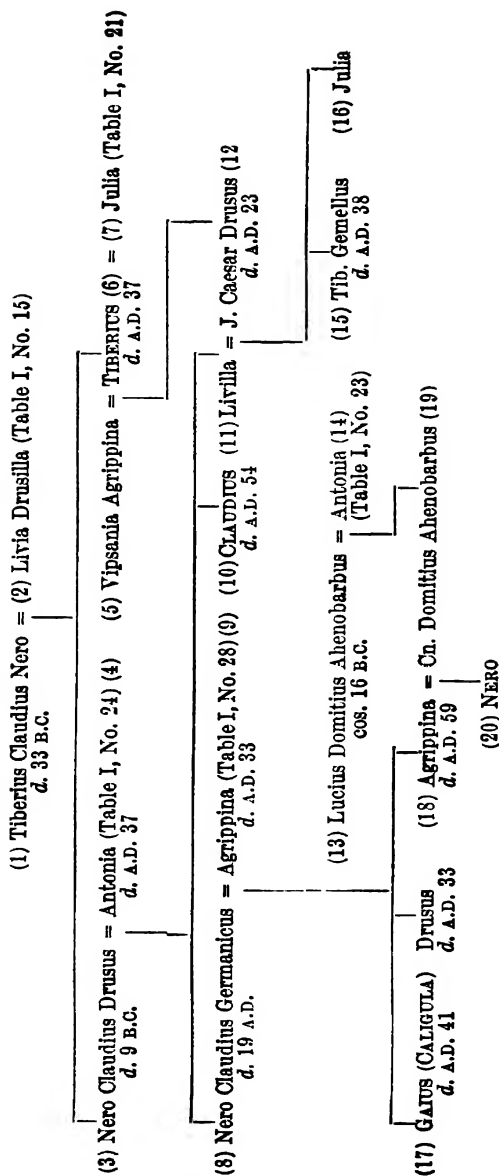 (1) Tiberius Claudius Nero = (2) Livia Drusilla (Table I, No. 15)
d. 33 B.C.
(3) Nero Claudius Drusus = Antonia (Table I, No. 24) (4)
d. 9 B.C. d. A.D. 37
(5) Vipsania Agrippina = TIBERIUS (6) = (7) Julia (Table I, No. 21)
d. A.D. 37
(8) Nero Claudius Germanicus = Agrippina (Table I, No. 28) (9)
d. 19 A.D. d. A.D. 33
(10) CLAUDIUS
d. A.D. 54
(11) Livilla = J. Caesar Drusus (12
d. A.D. 23
(13) Lucius Domitius Ahenobarbus = Antonia (14)
cos. 16 B.C. (Table I, No. 23)
(15) Tib. Gemellus
d. A.D. 38
(16) Julia
(17) GAIUS (CALIGULA)
d. A.D. 41
Drusus
d. A.D. 33
(18) Agrippina = Cn. Domitius Ahenobarbus (19)
d. A.D. 59
(20) NERO